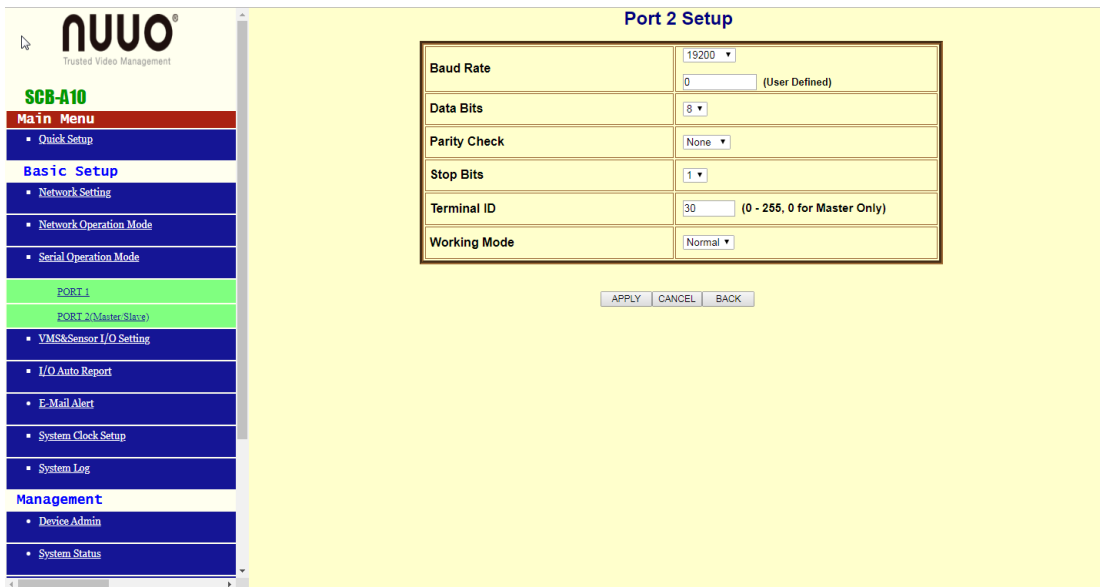 nuuo®
Trusted Video Management
SCB-A10
Main Menu
Quick Setup
Basic Setup
Network Setting
Network Operation Mode
Serial Operation Mode
PORT 1
PORT 2(Master/Slave)
VMS&Sensor I/O Setting
I/O Auto Report
E-Mail Alert
System Clock Setup
System Log
Management
Device Admin
System Status
Port 2 Setup
Baud Rate 19200
0 (User Defined)
Data Bits 8
Parity Check None
Stop Bits 1
Terminal ID 30 (0 - 255, 0 for Master Only)
Working Mode Normal
APPLY CANCEL BACK